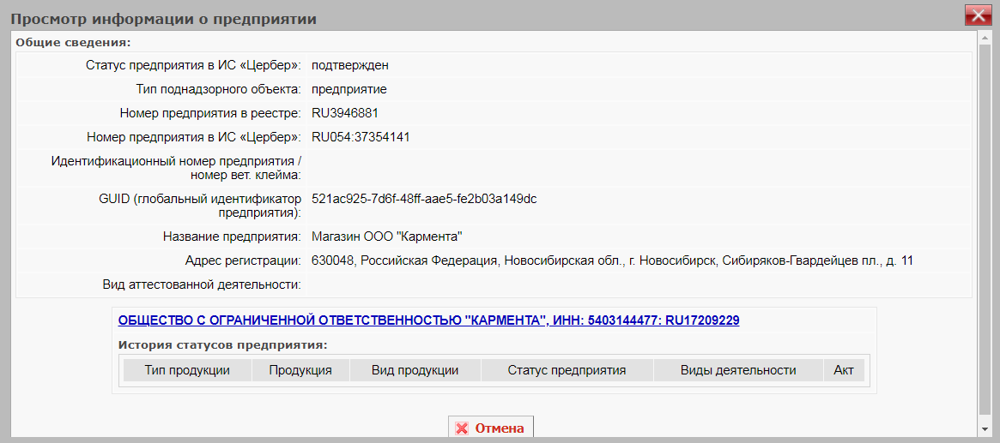 Просмотр информации о предприятии
Общие сведения:
Статус предприятия в ИС «Цербер»: подтвержден
Тип поднадзорного объекта: предприятие
Номер предприятия в реестре: RU3946881
Номер предприятия в ИС «Цербер»: RU054:37354141
Идентификационный номер предприятия /
номер вет. клейма:
GUID (глобальный идентификатор
предприятия): 521ac925-7d6f-48ff-aae5-fe2b03a149dc
Название предприятия: Магазин ООО "Кармента"
Адрес регистрации: 630048, Российская Федерация, Новосибирская обл., г. Новосибирск, Сибиряков-Гвардейцев пл., д. 11
Вид аттестованной деятельности:
ОБЩЕСТВО С ОГРАНИЧЕННОЙ ОТВЕТСТВЕННОСТЬЮ "КАРМЕНТА", ИНН: 5403144477: RU17209229
История статусов предприятия:
Тип продукции Продукция Вид продукции Статус предприятия Виды деятельности Акт
Отмена